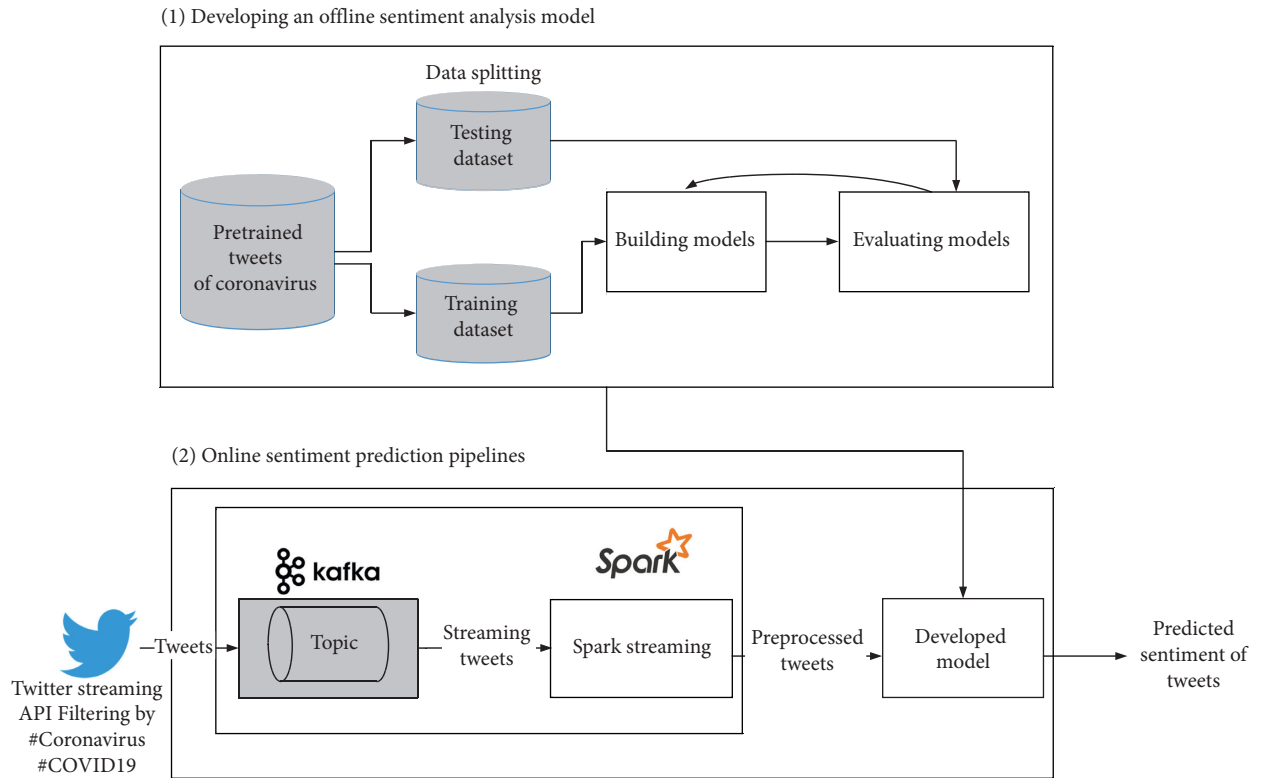 (1) Developing an offline sentiment analysis model
Data splitting
Testing
dataset
Pretrained
tweets
of coronavirus
Building models
Evaluating models
Training
dataset
(2) Online sentiment prediction pipelines
kafka
Spark
Tweets
Topic
Streaming
tweets
Spark streaming
Preprocessed
tweets
Developed
model
Predicted
sentiment of
tweets
Twitter streaming
API Filtering by
#Coronavirus
#COVID19